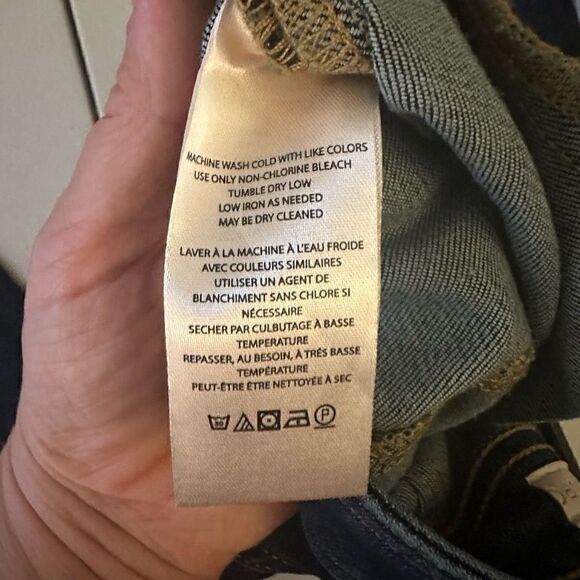 MACHINE WASH COLD WITH LIKE COLORS
USE ONLY NON-CHLORINE BLEACH
TUMBLE DRY LOW
LOW IRON AS NEEDED
MAY BE DRY CLEANED
LAVER À LA MACHINE À L'EAU FROIDE
AVEC COULEURS SIMILAIRES
UTILISER UN AGENT DE
BLANCHIMENT SANS CHLORE SI
NÉCESSAIRE
SECHER PAR CULBUTAGE À BASSE
TEMPERATURE
REPASSER, AU BESOIN, À TRÈS BASSE
TEMPÉRATURE
PEUT-ÊTRE ÊTRE NETTOYÉE À SEC
30 P